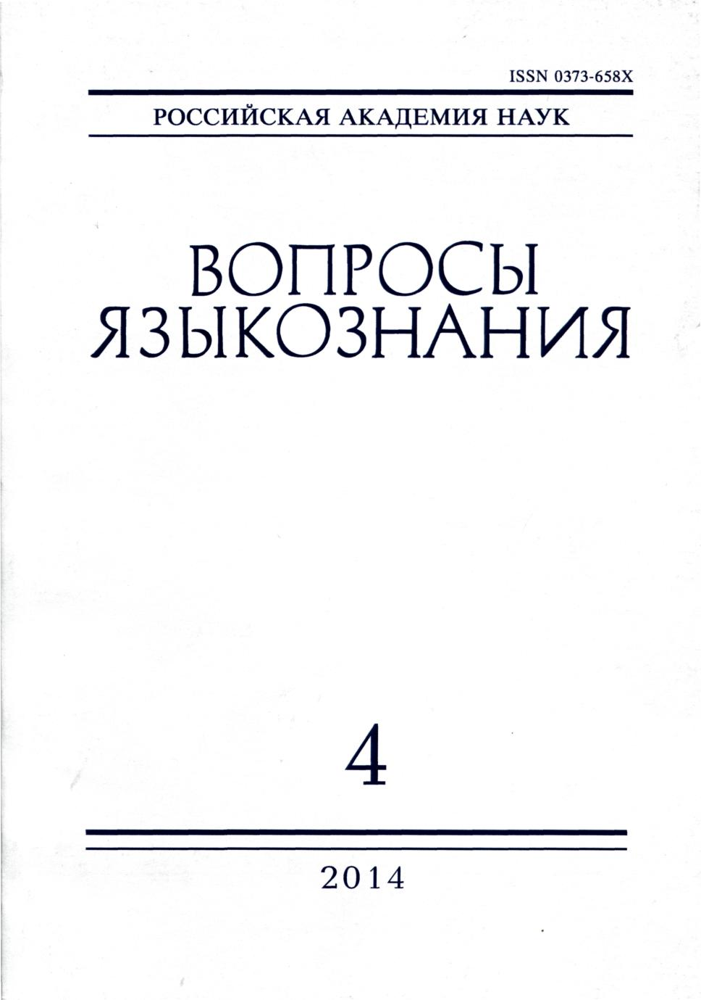 ISSN 0373-658X
РОССИЙСКАЯ АКАДЕМИЯ НАУК
ВОПРОСЫ
ЯЗЫКОЗНАНИЯ
4
2014